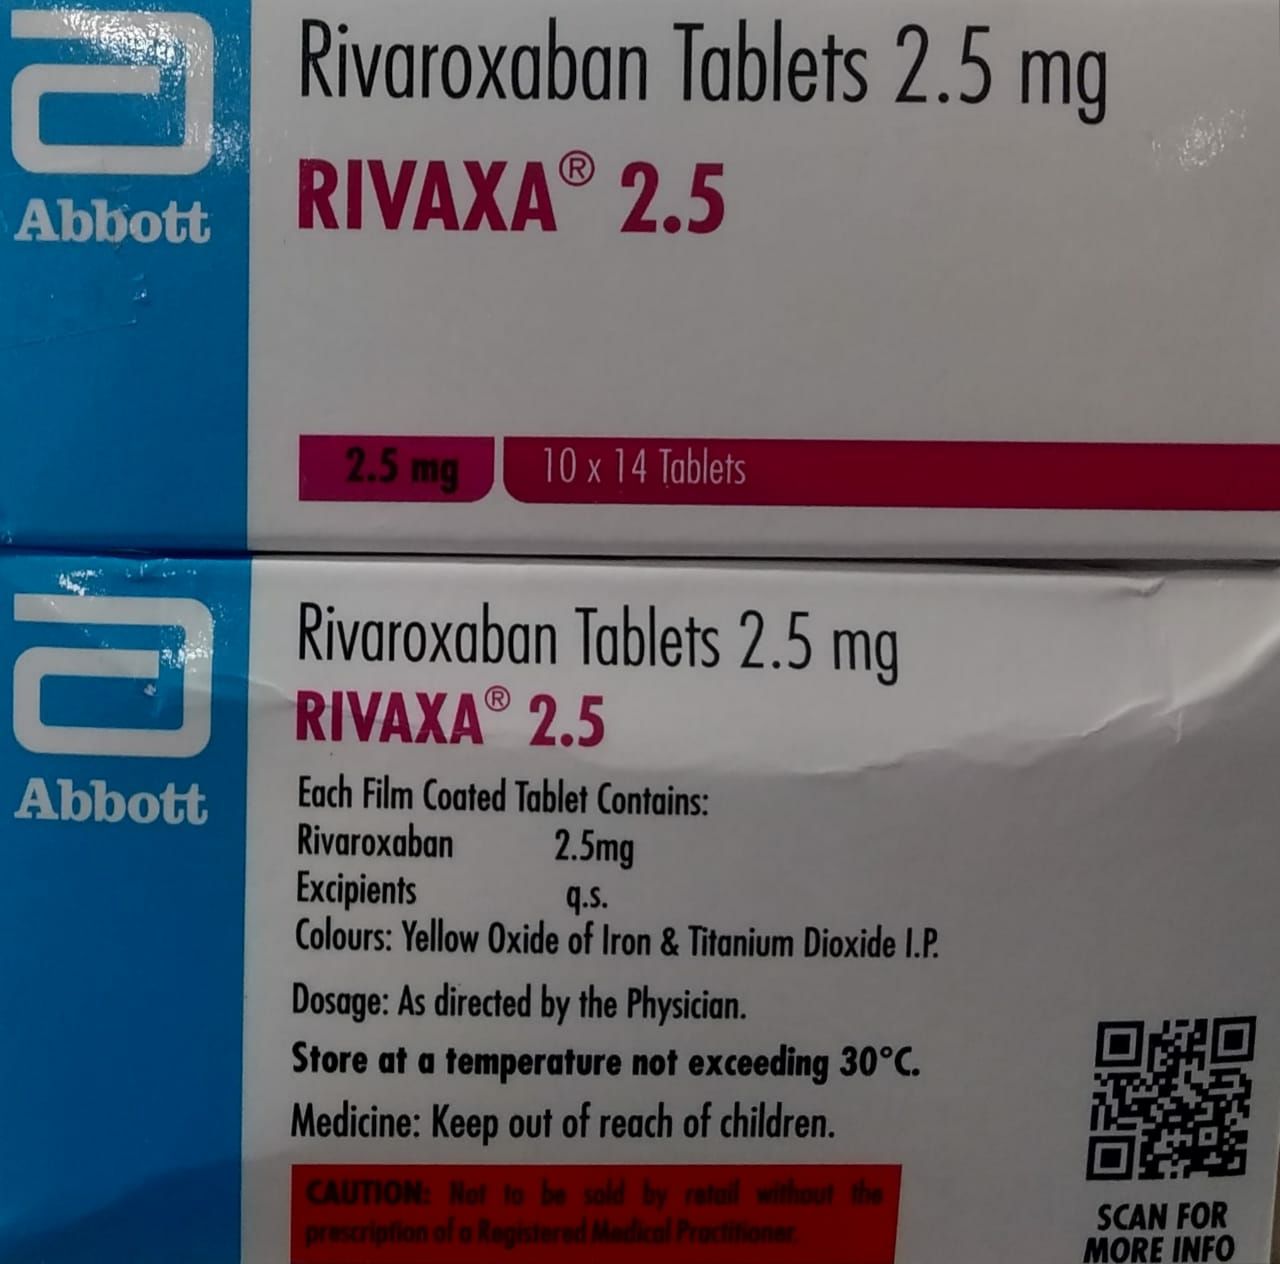 Abbott
Rivaroxaban Tablets 2.5 mg
RIVAXA® 2.5
2.5 mg
10 x 14 Tablets
Abbott
Rivaroxaban Tablets 2.5 mg
RIVAXA® 2.5
Each Film Coated Tablet Contains:
Rivaroxaban 2.5mg
Excipients q.s.
Colours: Yellow Oxide of Iron & Titanium Dioxide I.P.
Dosage: As directed by the Physician.
Store at a temperature not exceeding 30°C.
Medicine: Keep out of reach of children.
CAUTION: Not to be sold by retail without the
prescription of a Registered Medical Practitioner.
SCAN FOR
MORE INFO